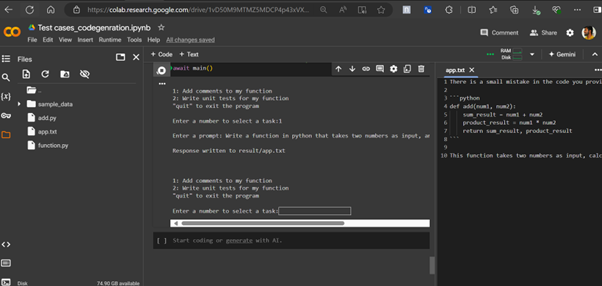 https://colab.research.google.com/drive/1vDS0M9MTMZ5MDCP4p43sVX...
Test cases_codegenration.ipynb
File Edit View Insert Runtime Tools Help All changes saved
Comment
Share
RAM
Disk
Gemini
Files
..
sample_data
add.py
app.txt
function.py
Disk
74.90 GB available
+ Code + Text
await main()
1: Add comments to my function
2: Write unit tests for my function
"quit" to exit the program
Enter a number to select a task:1
Enter a prompt: Write a function in python that takes two numbers as input, an
Response written to result/app.txt
1: Add comments to my function
2: Write unit tests for my function
"quit" to exit the program
Enter a number to select a task:
[ ] Start coding or generate with AI.
app.txt
1 There is a small mistake in the code you provi
2
3 ```python
4 def add(num1, num2):
5 sum_result = num1 + num2
6 product_result = num1 * num2
7 return sum_result, product_result
8 ```
9
10 This function takes two numbers as input, calc